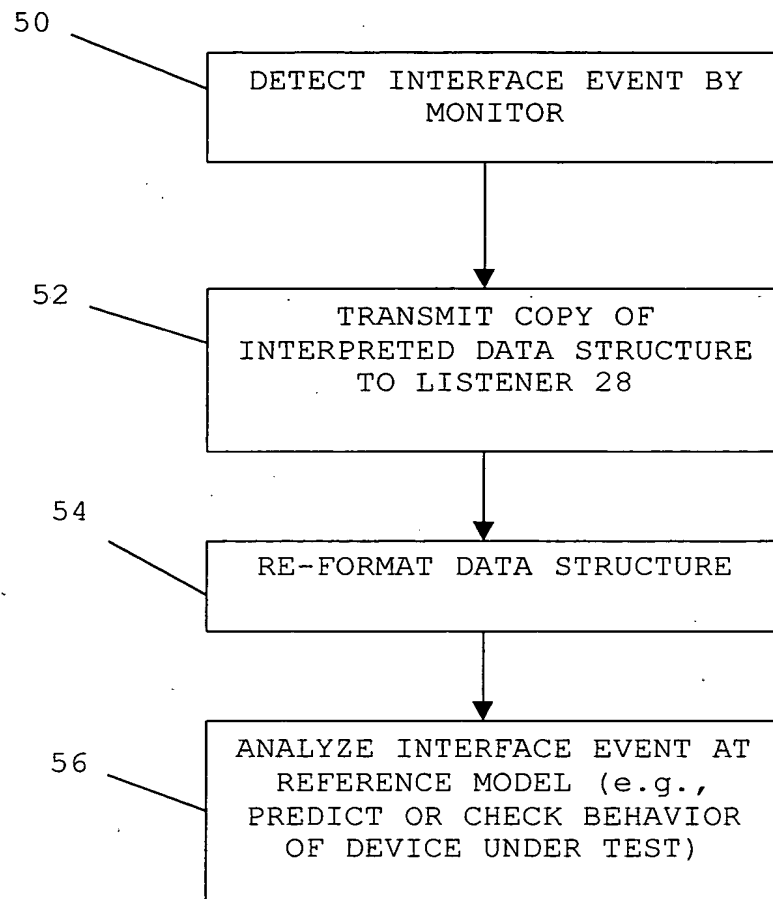 50
DETECT INTERFACE EVENT BY
MONITOR
52
TRANSMIT COPY OF
INTERPRETED DATA STRUCTURE
TO LISTENER 28
54
RE-FORMAT DATA STRUCTURE
56
ANALYZE INTERFACE EVENT AT
REFERENCE MODEL (e.g.,
PREDICT OR CHECK BEHAVIOR
OF DEVICE UNDER TEST)